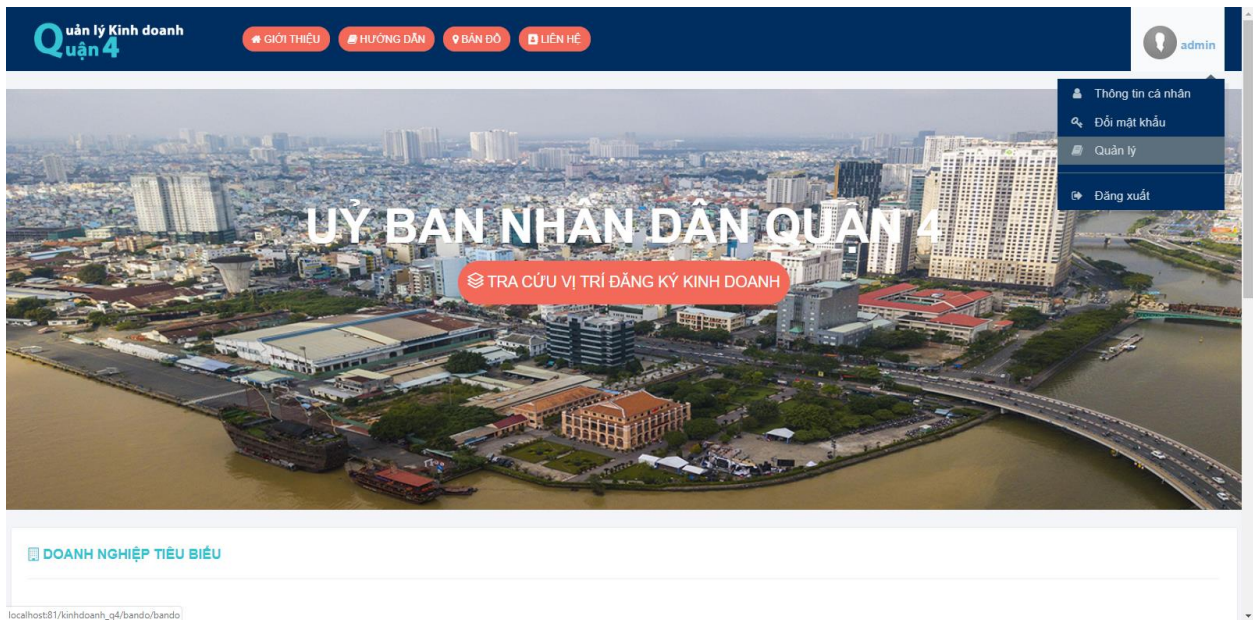 Quản lý Kinh doanh
Quận 4
GIỚI THIỆU
HƯỚNG DẪN
BẢN ĐỒ
LIÊN HỆ
admin
Thông tin cá nhân
Đổi mật khẩu
Quản lý
Đăng xuất
UỶ BAN NHÂN DÂN QUẬN 4
TRA CỨU VỊ TRÍ ĐĂNG KÝ KINH DOANH
DOANH NGHIỆP TIÊU BIỂU
localhost:81/kinhdoanh_q4/bando/bando